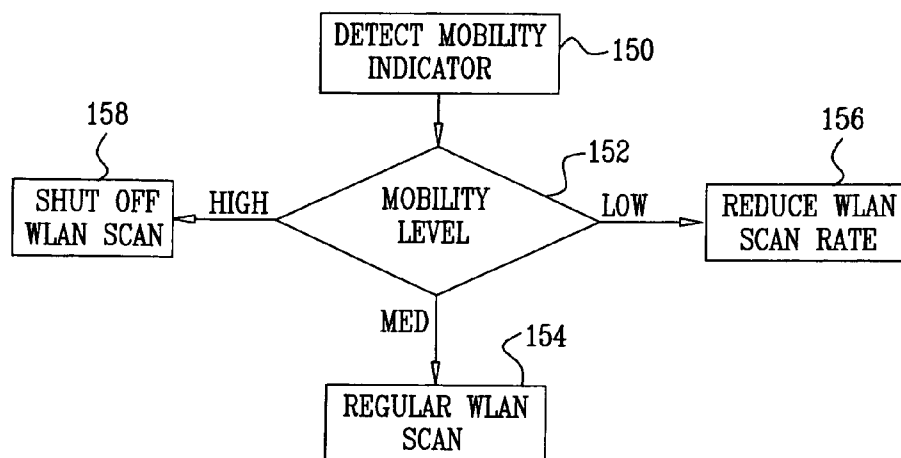 DETECT MOBILITY
INDICATOR
150
158
152
156
SHUT OFF
WLAN SCAN
HIGH
MOBILITY
LEVEL
LOW
REDUCE WLAN
SCAN RATE
MED
154
REGULAR WLAN
SCAN